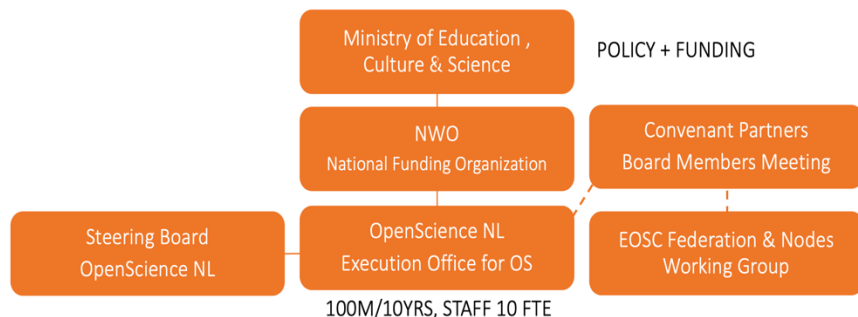 Ministry of Education ,
Culture & Science
POLICY + FUNDING
NWO
National Funding Organization
Convenant Partners
Board Members Meeting
Steering Board
OpenScience NL
OpenScience NL
Execution Office for OS
EOSC Federation & Nodes
Working Group
100M/10YRS, STAFF 10 FTE